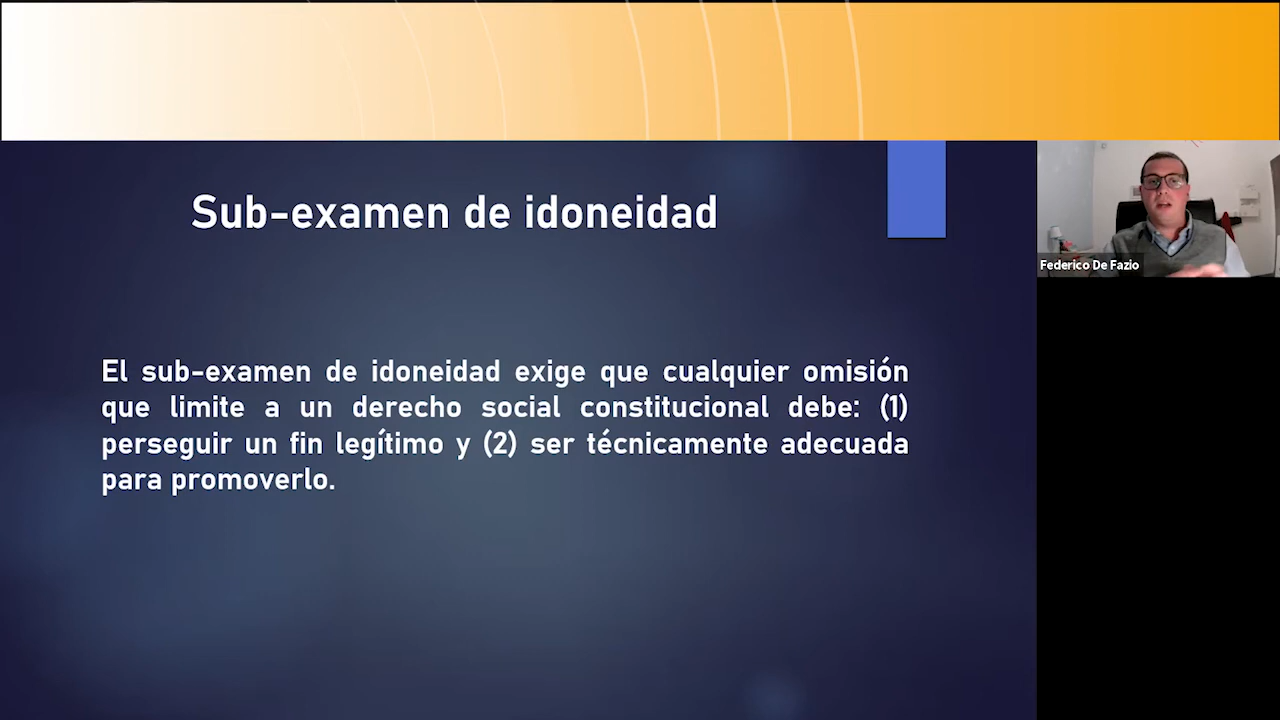 Sub-examen de idoneidad
Federico De Fazio
El sub-examen de idoneidad exige que cualquier omisión
que limite a un derecho social constitucional debe: (1)
perseguir un fin legítimo y (2) ser técnicamente adecuada
para promoverlo.